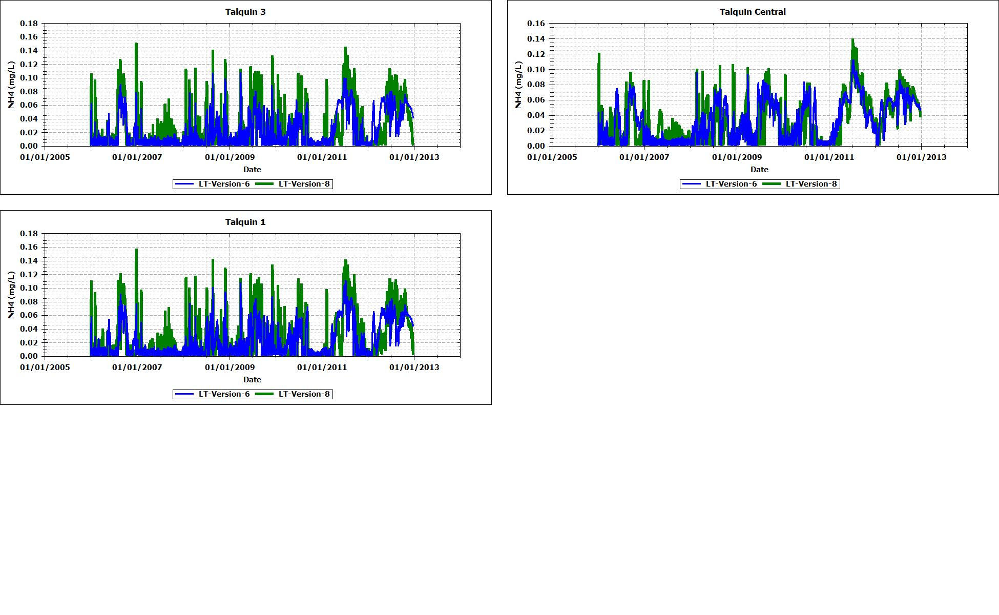 Talquin 3
NH4 (mg/L)
0.18
0.16
0.14
0.12
0.10
0.08
0.06
0.04
0.02
0.00
01/01/2005 01/01/2007 01/01/2009 01/01/2011 01/01/2013
Date
LT-Version-6 LT-Version-8
Talquin Central
NH4 (mg/L)
0.16
0.14
0.12
0.10
0.08
0.06
0.04
0.02
0.00
01/01/2005 01/01/2007 01/01/2009 01/01/2011 01/01/2013
Date
LT-Version-6 LT-Version-8
Talquin 1
NH4 (mg/L)
0.18
0.16
0.14
0.12
0.10
0.08
0.06
0.04
0.02
0.00
01/01/2005 01/01/2007 01/01/2009 01/01/2011 01/01/2013
Date
LT-Version-6 LT-Version-8